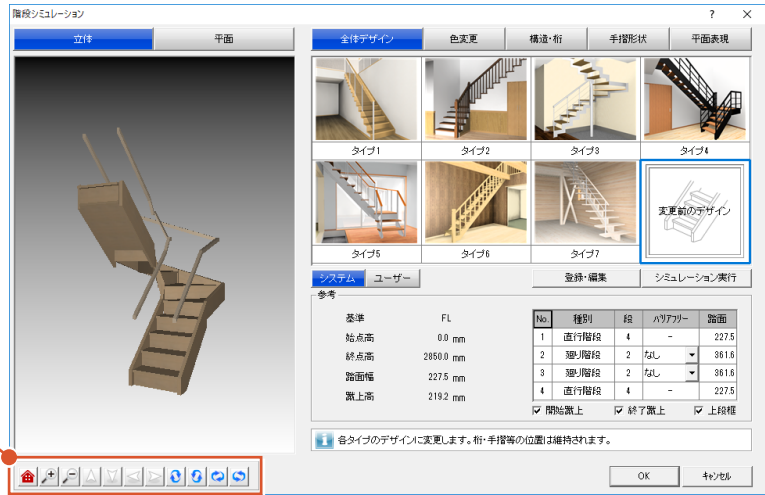 階段シミュレーション
立体 平面
全体デザイン 色変更 構造・桁 手摺形状 平面表現
タイプ1 タイプ2 タイプ3 タイプ4
変更前のデザイン
タイプ5 タイプ6 タイプ7
システム ユーザー 登録・編集 シミュレーション実行
参考
基準 FL
始点高 0.0 mm
終点高 2850.0 mm
踏面幅 227.5 mm
蹴上高 219.2 mm
No. 種別 段 バリアフリー 踏面
1 直行階段 4 - 227.5
2 廻り階段 2 なし 361.6
3 廻り階段 2 なし 361.6
4 直行階段 4 - 227.5
開始蹴上 終了蹴上 上段框
各タイプのデザインに変更します。桁・手摺等の位置は維持されます。
OK キャンセル